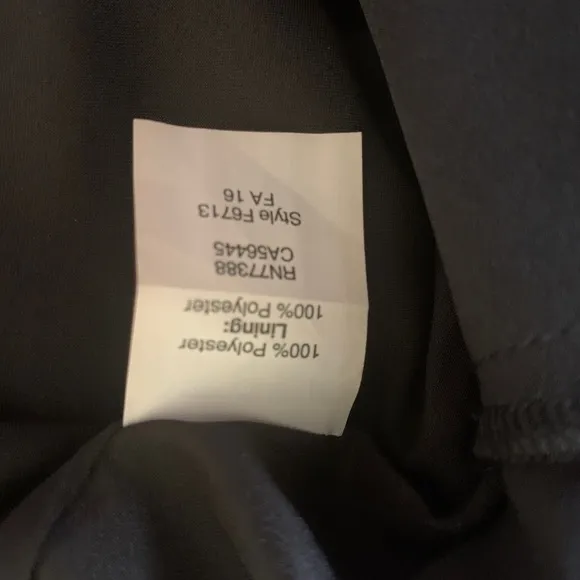 100% Polyester
Lining:
100% Polyester
RN77388
CA56445
Style F6713
FA 16